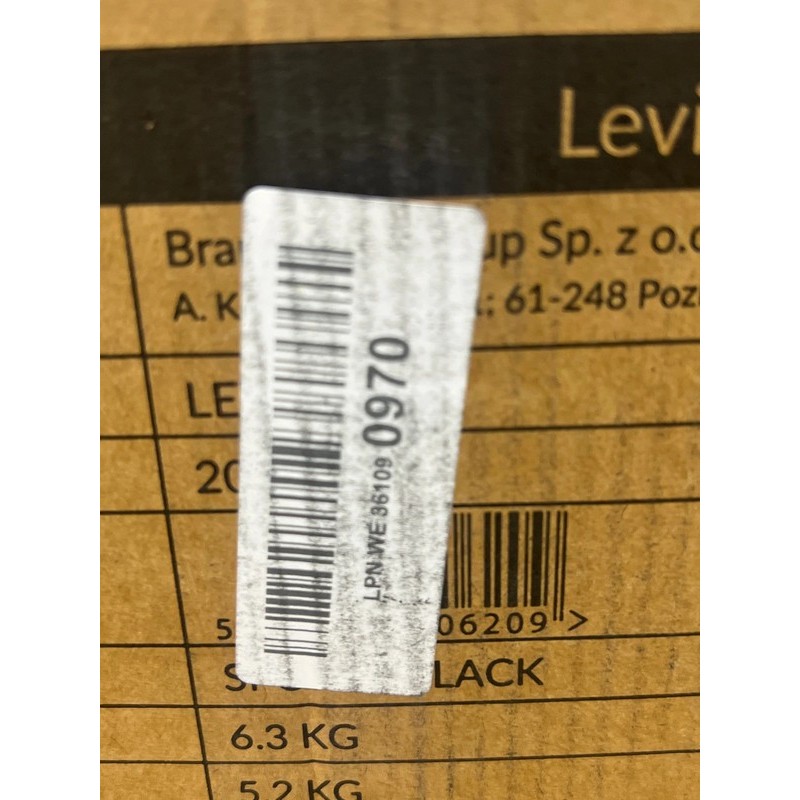 Levi
Bra up Sp. z o.o
A. K .; 61-248 Poz
LE
20
LPN WE 36109 0970
5 06209 >
LACK
6.3 KG
5.2 KG